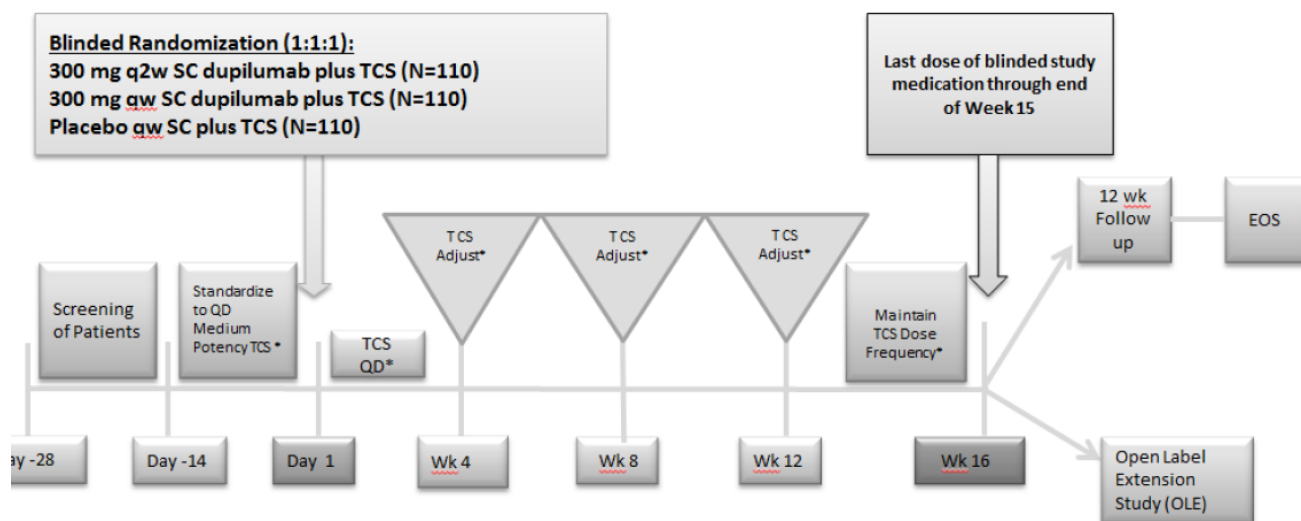 Blinded Randomization (1:1:1):
300 mg q2w SC dupilumab plus TCS (N=110)
300 mg qw SC dupilumab plus TCS (N=110)
Placebo qw SC plus TCS (N=110)
Last dose of blinded study
medication through end
of Week 15
12 wk
Follow
up
EOS
Screening
of Patients
Standardize
to QD
Medium
Potency TCS *
TCS
QD*
TCS
Adjust*
TCS
Adjust*
TCS
Adjust*
Maintain
TCS Dose
Frequency*
ay -28
Day -14
Day 1
Wk 4
Wk 8
Wk 12
Wk 16
Open Label
Extension
Study (OLE)